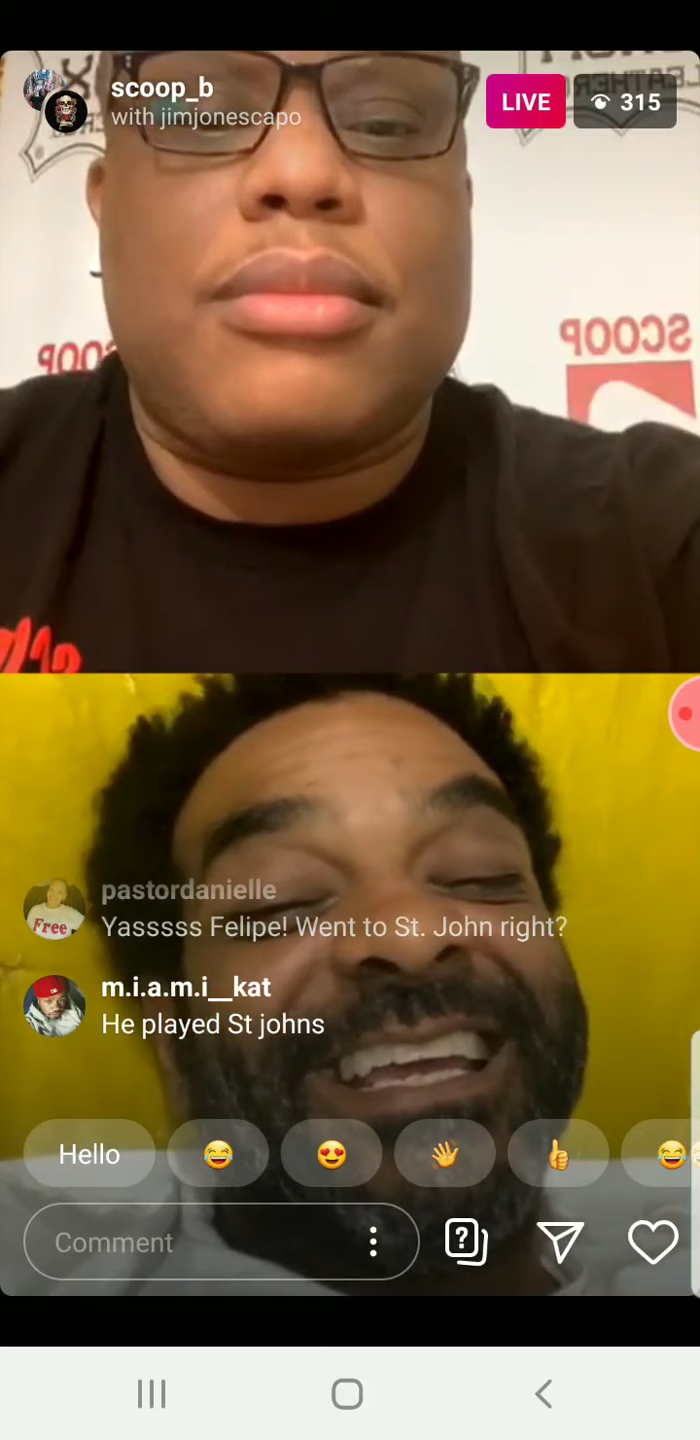 scoop_b
with jimjonescapo
LIVE
315
SCOOP
SCOOP
pastordanielle
Yasssss Felipe! Went to St. John right?
Free
m.i.a.m.i__kat
He played St johns
Hello
Comment